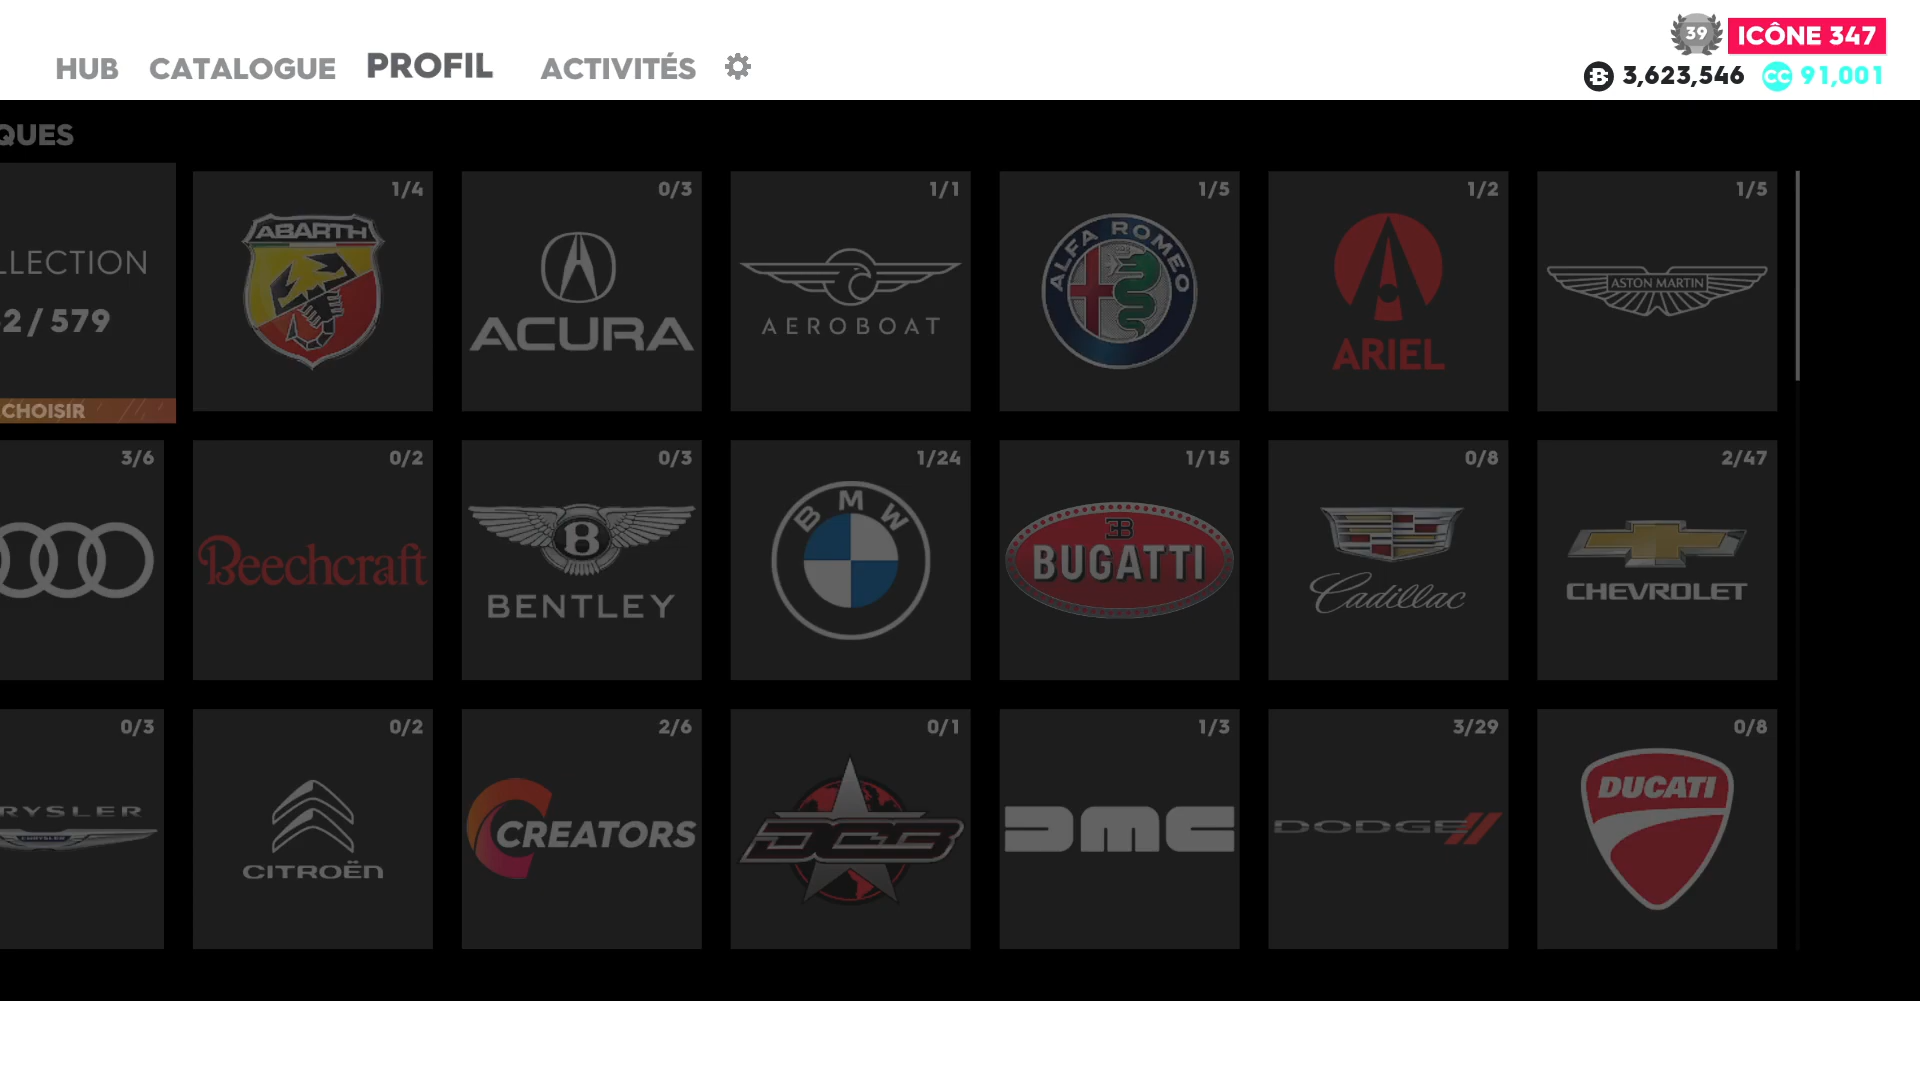 39 ICÔNE 347
HUB CATALOGUE PROFIL ACTIVITÉS
3,623,546 CC 91,001
QUES
1/4
ABARTH
0/3
ACURA
1/1
AEROBOAT
1/5
ALFA ROMEO
1/2
ARIEL
1/5
ASTON MARTIN
LLECTION
2 / 579
CHOISIR
3/6
0/2
Beechcraft
0/3
B
BENTLEY
1/24
BMW
1/15
EB
BUGATTI
0/8
Cadillac
2/47
CHEVROLET
0/3
RYSLER
CHRYSLER
0/2
CITROËN
2/6
CREATORS
0/1
DCB
1/3
DMC
3/29
DODGE
0/8
DUCATI